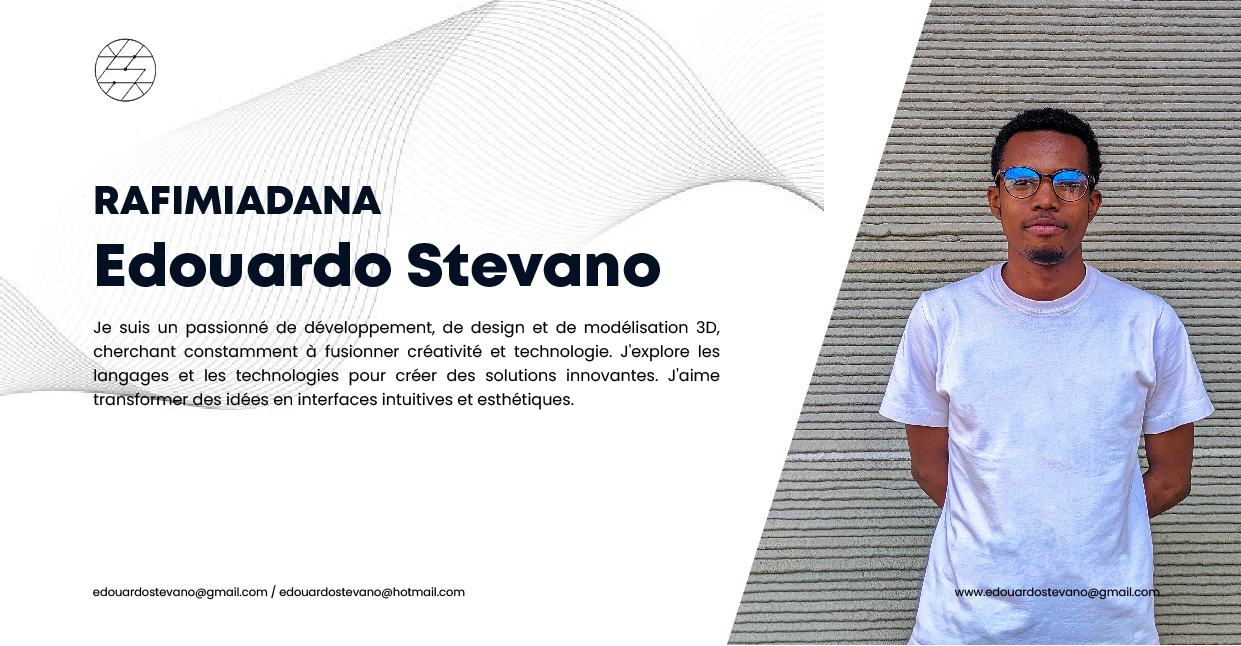 RAFIMIADANA
Edouardo Stevano
Je suis un passionné de développement, de design et de modélisation 3D,
cherchant constamment à fusionner créativité et technologie. J'explore les
langages et les technologies pour créer des solutions innovantes. J'aime
transformer des idées en interfaces intuitives et esthétiques.
edouardostevano@gmail.com / edouardostevano@hotmail.com
www.edouardostevano@gmail.com